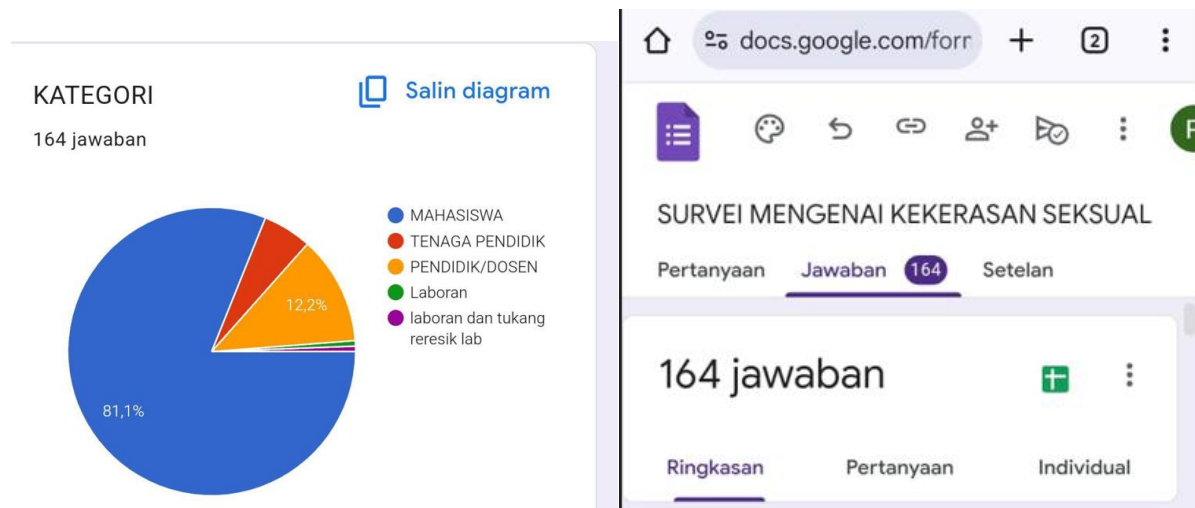 KATEGORI
Salin diagram
164 jawaban
MAHASISWA
TENAGA PENDIDIK
PENDIDIK/DOSEN
Laboran
laboran dan tukang
reresik lab
12,2%
81,1%
docs.google.com/forr
2
SURVEI MENGENAI KEKERASAN SEKSUAL
Pertanyaan Jawaban 164 Setelan
164 jawaban
Ringkasan Pertanyaan Individual